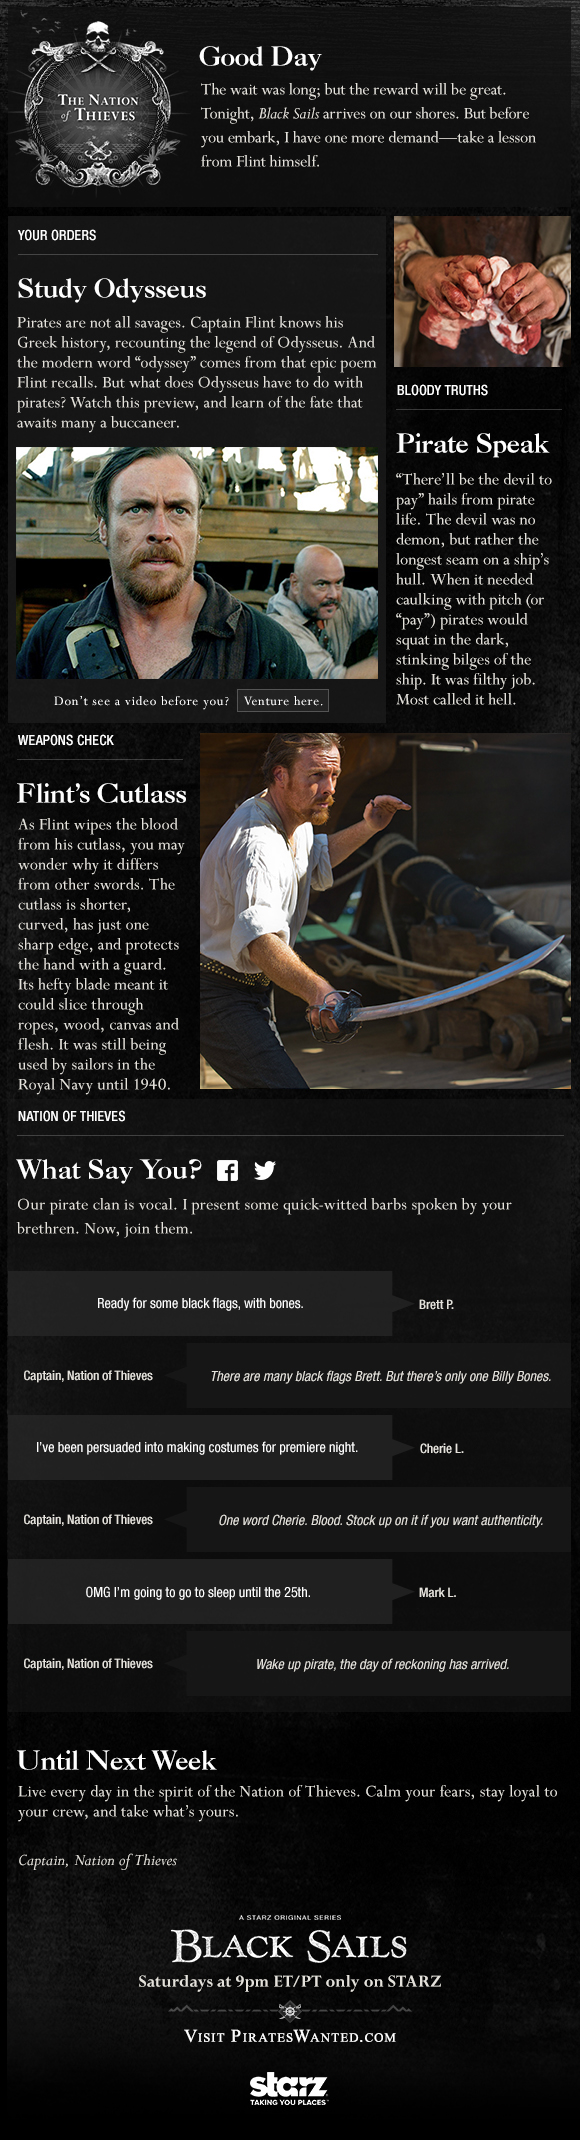 THE NATION
of THIEVES
Good Day
The wait was long; but the reward will be great.
Tonight, Black Sails arrives on our shores. But before
you embark, I have one more demand—take a lesson
from Flint himself.
YOUR ORDERS
Study Odysseus
Pirates are not all savages. Captain Flint knows his
Greek history, recounting the legend of Odysseus. And
the modern word “odyssey” comes from that epic poem
Flint recalls. But what does Odysseus have to do with
pirates? Watch this preview, and learn of the fate that
awaits many a buccaneer.
Don’t see a video before you? Venture here.
BLOODY TRUTHS
Pirate Speak
“There’ll be the devil to
pay” hails from pirate
life. The devil was no
demon, but rather the
longest seam on a ship’s
hull. When it needed
caulking with pitch (or
“pay”) pirates would
squat in the dark,
stinking bilges of the
ship. It was filthy job.
Most called it hell.
WEAPONS CHECK
Flint’s Cutlass
As Flint wipes the blood
from his cutlass, you may
wonder why it differs
from other swords. The
cutlass is shorter,
curved, has just one
sharp edge, and protects
the hand with a guard.
Its hefty blade meant it
could slice through
ropes, wood, canvas and
flesh. It was still being
used by sailors in the
Royal Navy until 1940.
NATION OF THIEVES
What Say You?
Our pirate clan is vocal. I present some quick-witted barbs spoken by your
brethren. Now, join them.
Ready for some black flags, with bones. Brett P.
Captain, Nation of Thieves There are many black flags Brett. But there’s only one Billy Bones.
I’ve been persuaded into making costumes for premiere night. Cherie L.
Captain, Nation of Thieves One word Cherie. Blood. Stock up on it if you want authenticity.
OMG I’m going to go to sleep until the 25th. Mark L.
Captain, Nation of Thieves Wake up pirate, the day of reckoning has arrived.
Until Next Week
Live every day in the spirit of the Nation of Thieves. Calm your fears, stay loyal to
your crew, and take what’s yours.
Captain, Nation of Thieves
A STARZ ORIGINAL SERIES
BLACK SAILS
Saturdays at 9pm ET/PT only on STARZ
VISIT PIRATESWANTED.COM
starz
TAKING YOU PLACES